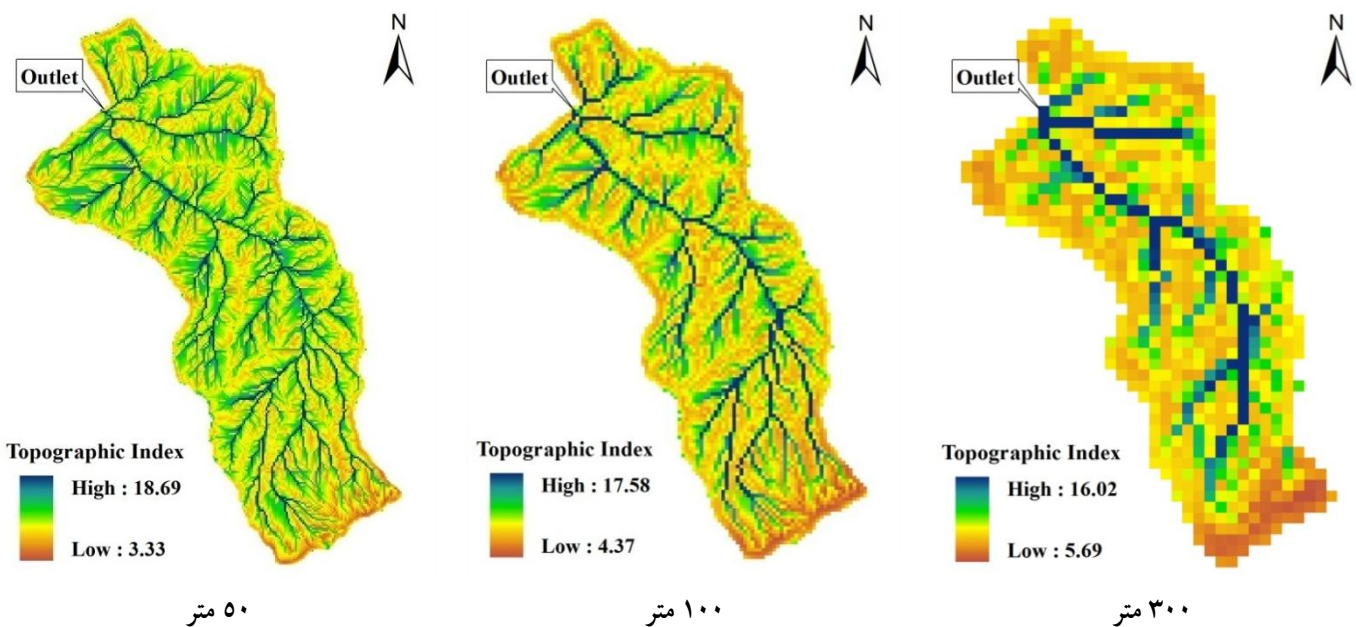 N
Outlet
Topographic Index
High : 18.69
Low : 3.33
۵۰ متر
N
Outlet
Topographic Index
High : 17.58
Low : 4.37
۱۰۰ متر
N
Outlet
Topographic Index
High : 16.02
Low : 5.69
۳۰۰ متر